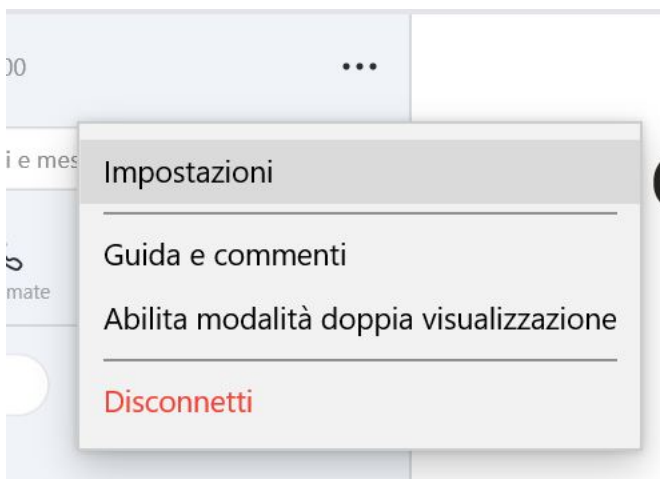 00
i e mes
Impostazioni
Guida e commenti
mate
Abilita modalità doppia visualizzazione
Disconnetti